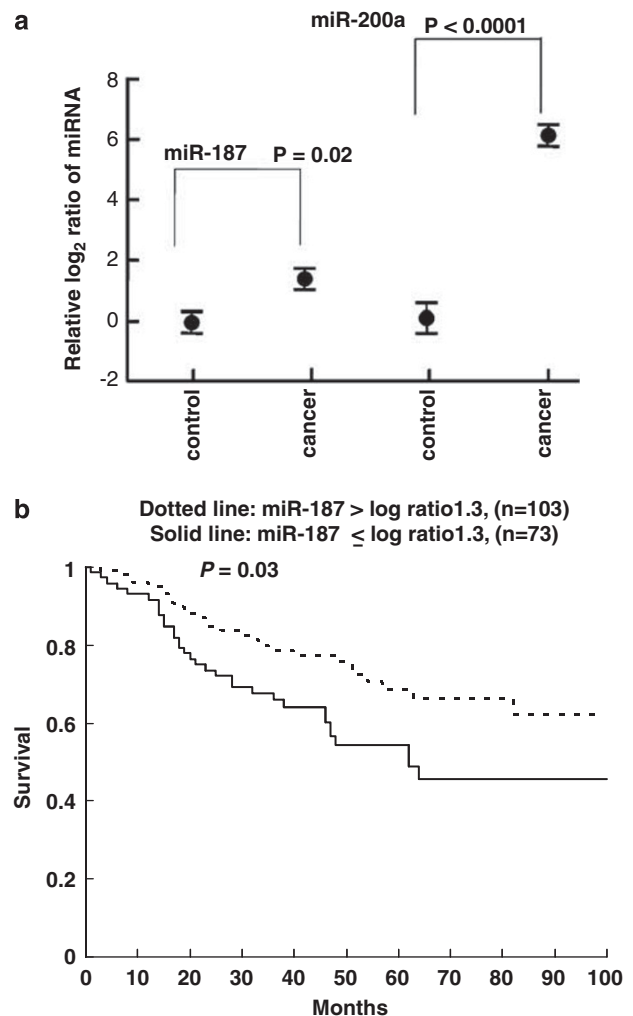 a
miR-200a
P < 0.0001
miR-187 P = 0.02
Relative log2 ratio of miRNA
8
6
4
2
0
-2
control
cancer
control
cancer
b
Dotted line: miR-187 > log ratio1.3, (n=103)
Solid line: miR-187 ≤ log ratio1.3, (n=73)
P = 0.03
Survival
1
0.8
0.6
0.4
0.2
0
0 10 20 30 40 50 60 70 80 90 100
Months